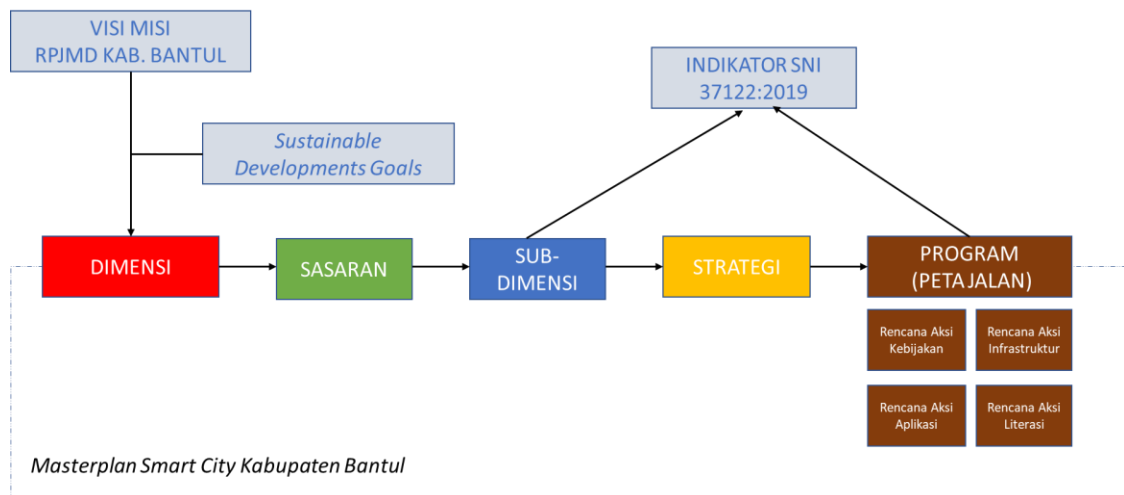 VISI MISI
RPJMD KAB. BANTUL
INDIKATOR SNI
37122:2019
Sustainable
Developments Goals
DIMENSI
SASARAN
SUB-
DIMENSI
STRATEGI
PROGRAM
(PETA JALAN)
Rencana Aksi
Kebijakan
Rencana Aksi
Infrastruktur
Rencana Aksi
Aplikasi
Rencana Aksi
Literasi
Masterplan Smart City Kabupaten Bantul